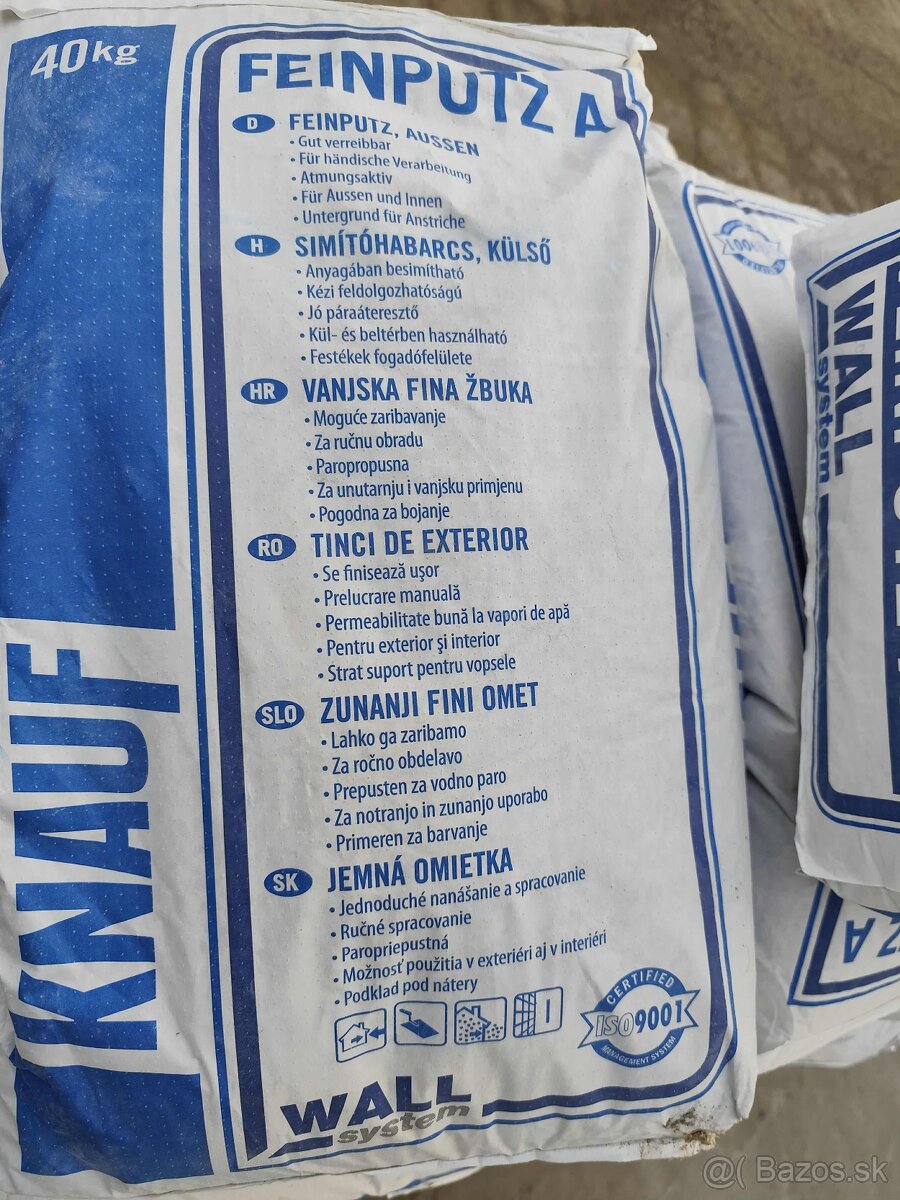 40kg
FEINPUTZ A
D FEINPUTZ, AUSSEN
• Gut verreibbar
• Für händische Verarbeitung
• Atmungsaktiv
• Für Aussen und Innen
• Untergrund für Anstriche
H SIMÍTÓHABARCS, KÜLSŐ
• Anyagában besimítható
• Kézi feldolgozhatóságú
• Jó páraáteresztő
• Kül- és beltérben használható
• Festékek fogadófelülete
HR VANJSKA FINA ŽBUKA
• Moguće zaribavanje
• Za ručnu obradu
• Paropropusna
• Za unutarnju i vanjsku primjenu
• Pogodna za bojanje
RO TINCI DE EXTERIOR
• Se finisează uşor
• Prelucrare manuală
• Permeabilitate bună la vapori de apă
• Pentru exterior şi interior
• Strat suport pentru vopsele
SLO ZUNANJI FINI OMET
• Lahko ga zaribamo
• Za ročno obdelavo
• Prepusten za vodno paro
• Za notranjo in zunanjo uporabo
• Primeren za barvanje
SK JEMNÁ OMIETKA
• Jednoduché nanášanie a spracovanie
• Ručné spracovanie
• Paropriepustná
• Možnosť použitia v exteriéri aj v interiéri
• Podklad pod nátery
CERTIFIED
ISO9001
MANAGEMENT SYSTEM
WALL
system
KNAUF
WALL
system
Z A
@( Bazos.sk